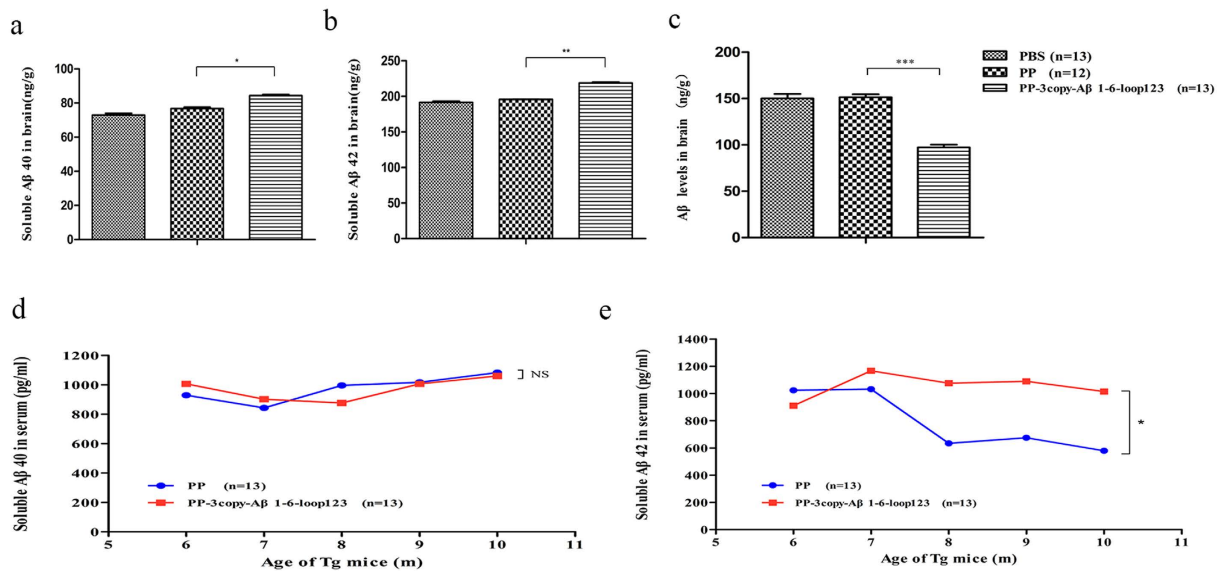 a
Soluble Aβ 40 in brain(ng/g)
100
80
60
40
20
0
*
b
Soluble Aβ 42 in brain(ng/g)
250
200
150
100
50
0
**
c
Aβ levels in brain (ng/g)
200
150
100
50
0
***
PBS (n=13)
PP (n=12)
PP-3copy-Aβ 1-6-loop123 (n=13)
d
Soluble Aβ 40 in serum (pg/ml)
1200
1000
800
600
400
200
0
NS
PP (n=13)
PP-3copy-Aβ 1-6-loop123 (n=13)
5 6 7 8 9 10 11
Age of Tg mice (m)
e
Soluble Aβ 42 in serum (pg/ml)
1400
1200
1000
800
600
400
200
0
*
PP (n=13)
PP-3copy-Aβ 1-6-loop123 (n=13)
5 6 7 8 9 10 11
Age of Tg mice (m)